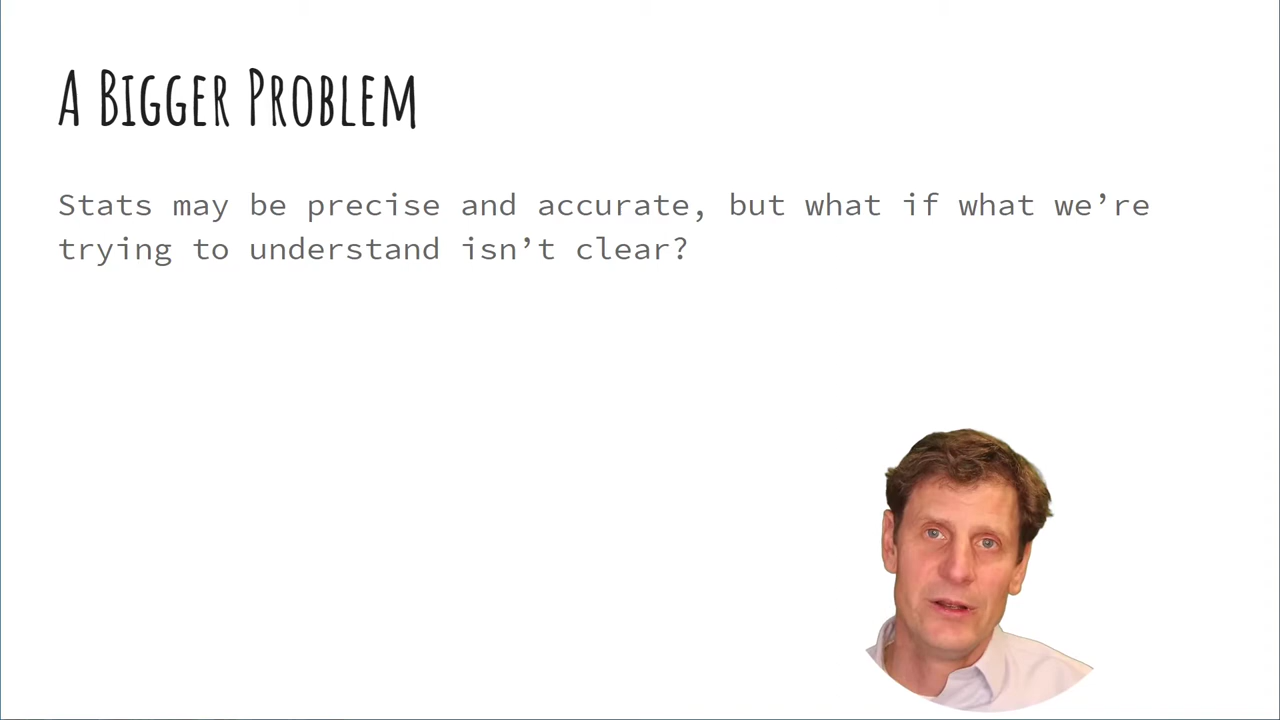 A Bigger Problem
Stats may be precise and accurate, but what if what we’re
trying to understand isn’t clear?